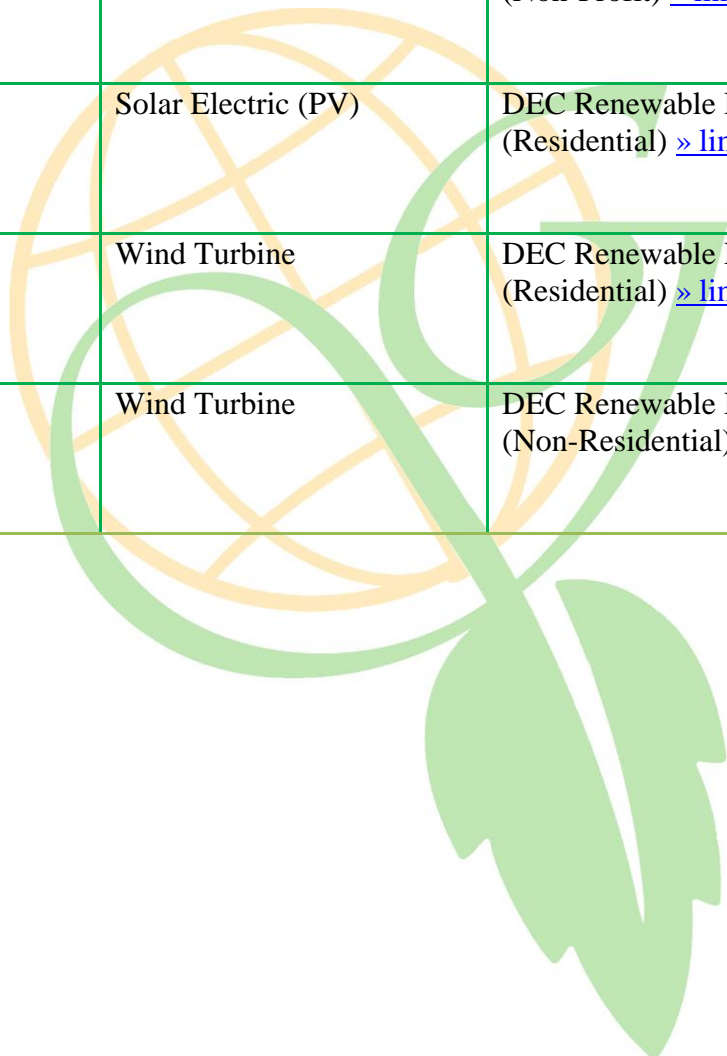 Solar Electric (PV)
DEC Renewable
(Residential) » lin
Wind Turbine
DEC Renewable
(Residential) » lin
Wind Turbine
DEC Renewable
(Non-Residential)